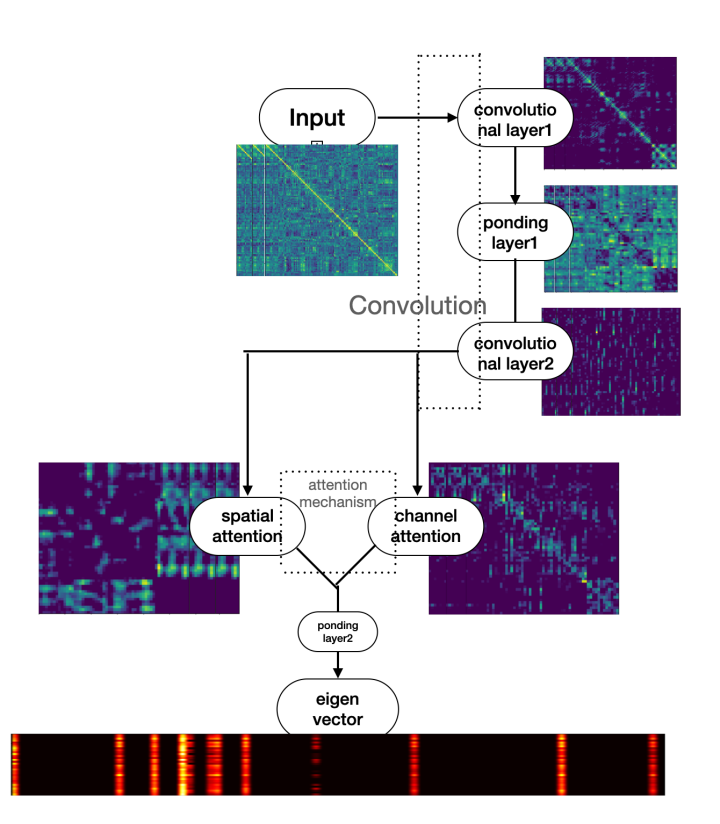 Input
convolutio
nal layer1
ponding
layer1
Convolution
convolutio
nal layer2
attention
mechanism
spatial
attention
channel
attention
ponding
layer2
eigen
vector